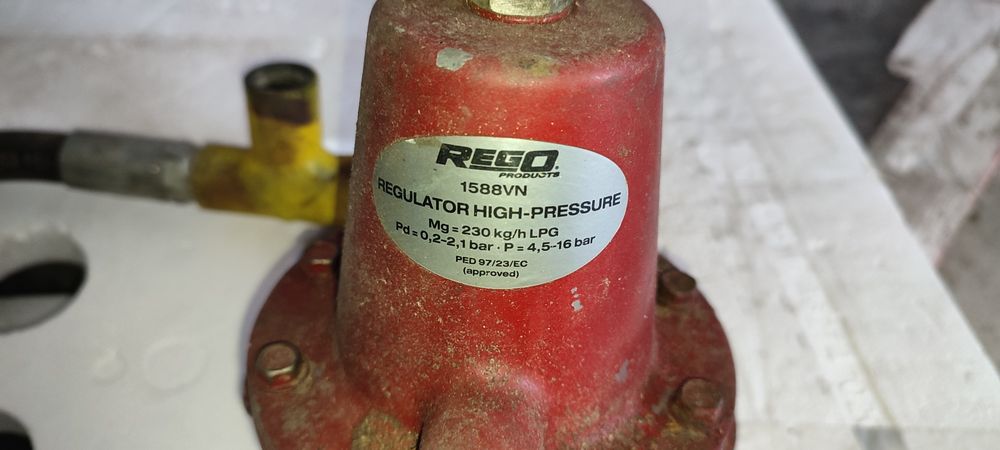 REGO.
PRODUCTS
1588VN
REGULATOR HIGH-PRESSURE
Mg = 230 kg/h LPG
Pd = 0,2-2,1 bar · P = 4,5-16 bar
PED 97/23/EC
(approved)